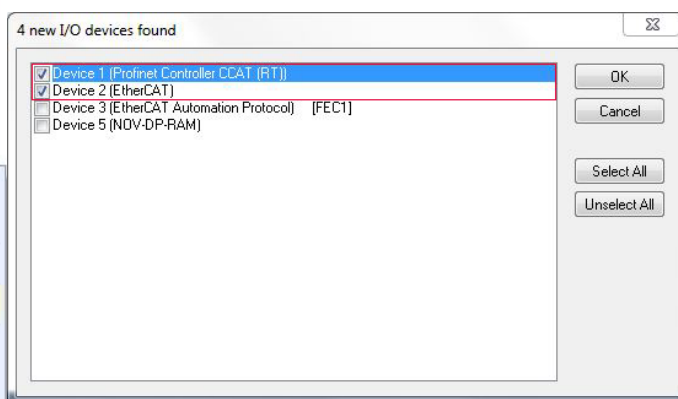 4 new I/O devices found
Device 1 (Profinet Controller CCAT (RT))
Device 2 (EtherCAT)
Device 3 (EtherCAT Automation Protocol) [FEC1]
Device 5 (NOV-DP-RAM)
OK
Cancel
Select All
Unselect All